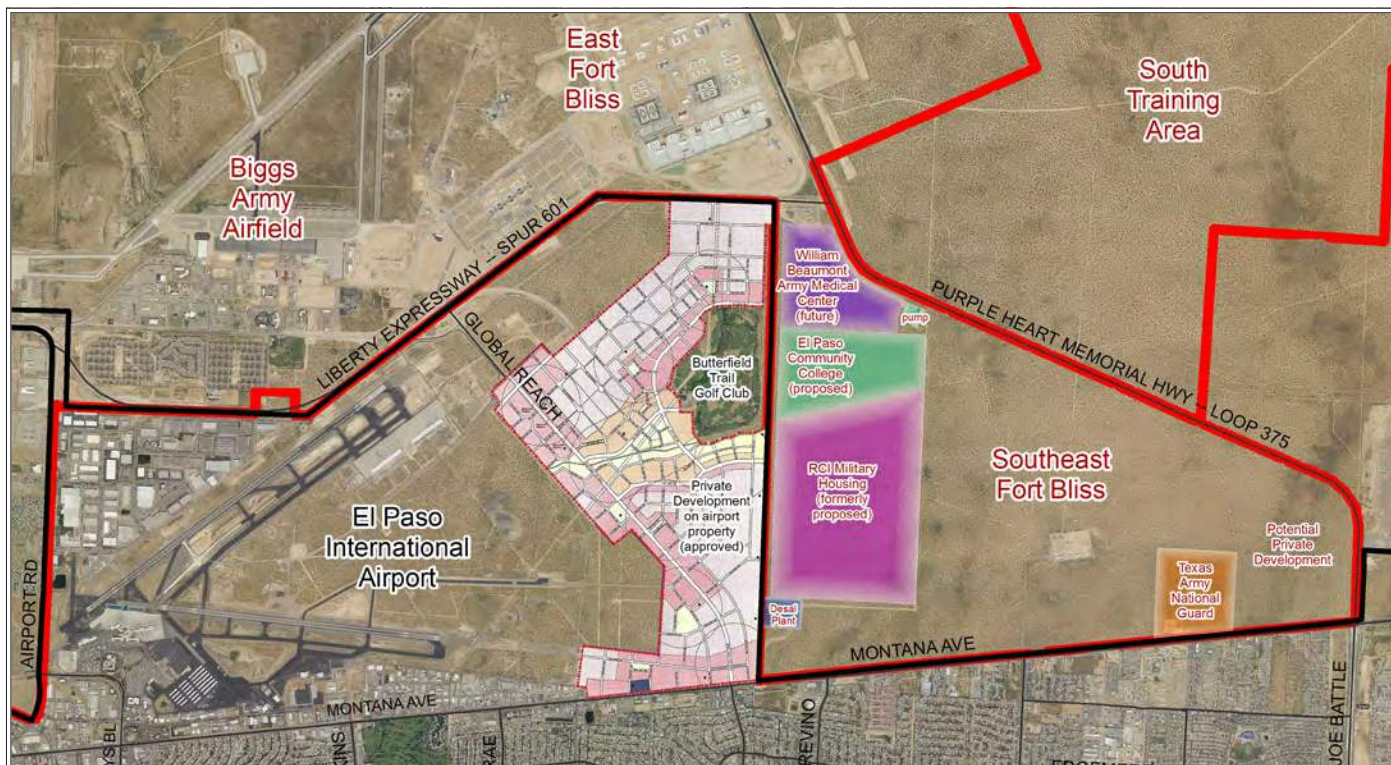 East
Fort
Bliss
South
Training
Area
Biggs
Army
Airfield
LIBERTY EXPRESSWAY -- SPUR 601
GLOBAL REACH
William
Beaumont
Army Medical
Center
(future)
pump
PURPLE HEART MEMORIAL HWY -- LOOP 375
El Paso
Community
College
(proposed)
Butterfield
Trail
Golf Club
RCI Military
Housing
(formerly
proposed)
Southeast
Fort Bliss
Private
Development
on airport
property
(approved)
El Paso
International
Airport
Potential
Private
Development
Texas
Army
National
Guard
Desal
Plant
AIRPORT RD
MONTANA AVE
MONTANA AVE
JOE BATTLE